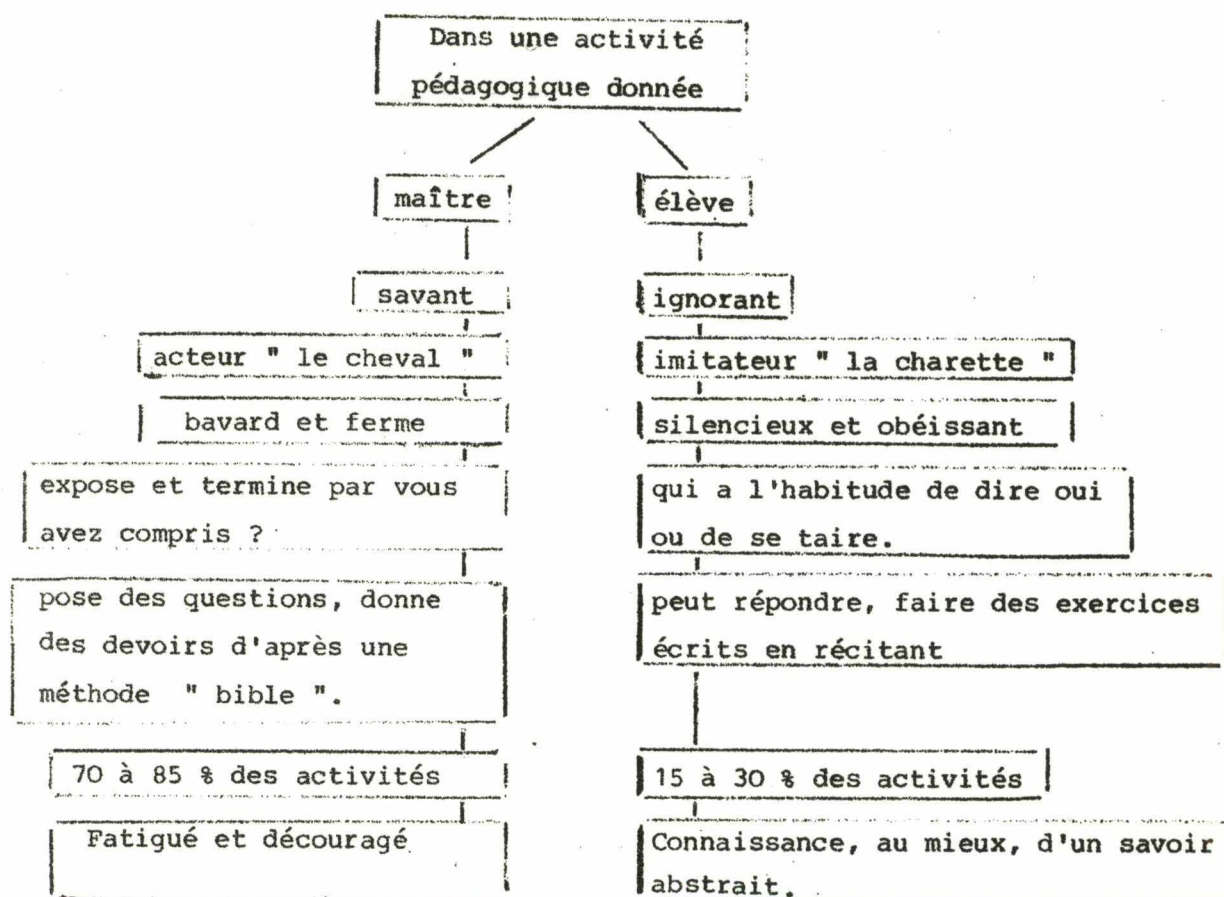 Dans une activité
pédagogique donnée
maître
élève
savant
ignorant
acteur " le cheval "
imitateur " la charette "
bavard et ferme
silencieux et obéissant
expose et termine par vous
avez compris ?
qui a l'habitude de dire oui
ou de se taire.
pose des questions, donne
des devoirs d'après une
méthode " bible ".
peut répondre, faire des exercices
écrits en récitant
70 à 85 % des activités
15 à 30 % des activités
Fatigué et découragé
Connaissance, au mieux, d'un savoir
abstrait.